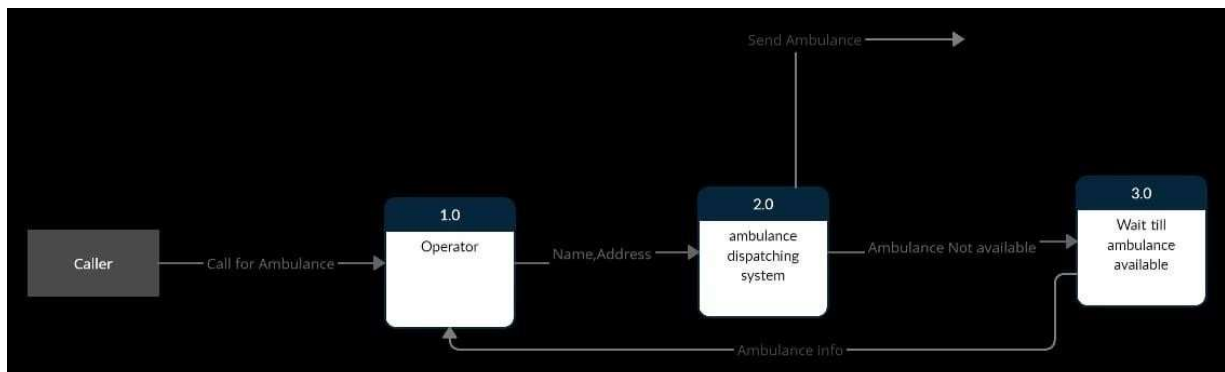 Send Ambulance
Caller
Call for Ambulance
1.0
Operator
Name,Address
2.0
ambulance
dispatching
system
Ambulance Not available
3.0
Wait till
ambulance
available
Ambulance info